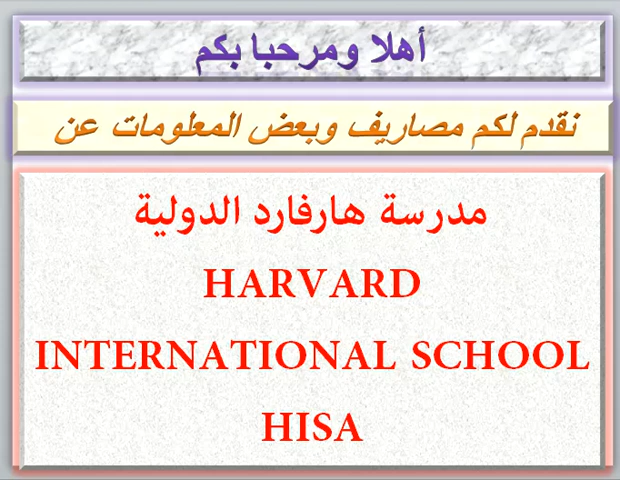 أهلا ومرحبا بكم
نقدم لكم مصاريف وبعض المعلومات عن
مدرسة هارفارد الدولية
HARVARD
INTERNATIONAL SCHOOL
HISA